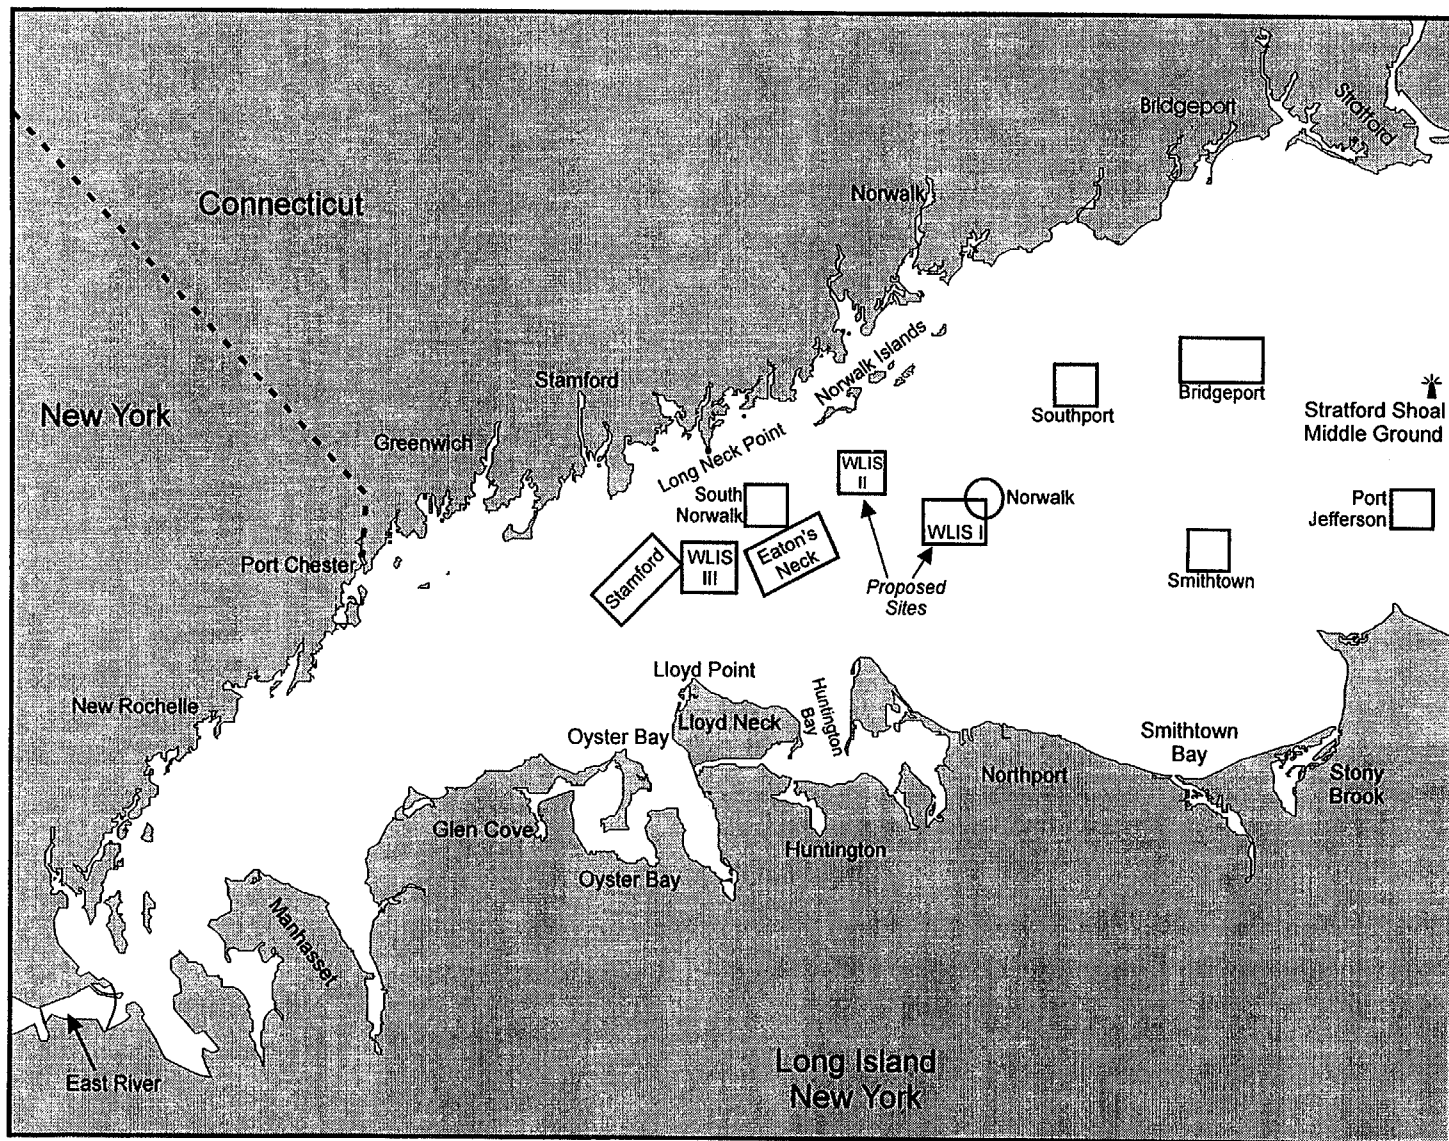 Bridgeport
Stratford
Connecticut
Norwalk
Norwalk Islands
Stamford
New York
Greenwich
Long Neck Point
Southport
Bridgeport
Stratford Shoal
Middle Ground
WLIS
II
South
Norwalk
Norwalk
WLIS I
Port
Jefferson
Port Chester
Stamford
WLIS
III
Eaton's
Neck
Proposed
Sites
Smithtown
Lloyd Point
New Rochelle
Lloyd Neck
Huntington
Bay
Oyster Bay
Smithtown
Bay
Northport
Stony
Brook
Glen Cove
Huntington
Oyster Bay
Manhasset
East River
Long Island
New York